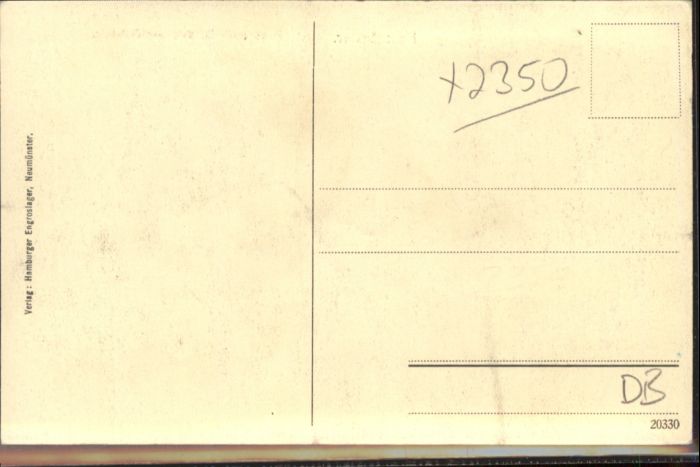 Verlag: Hamburger Engroslager, Neumünster.
x2350
DB
20330